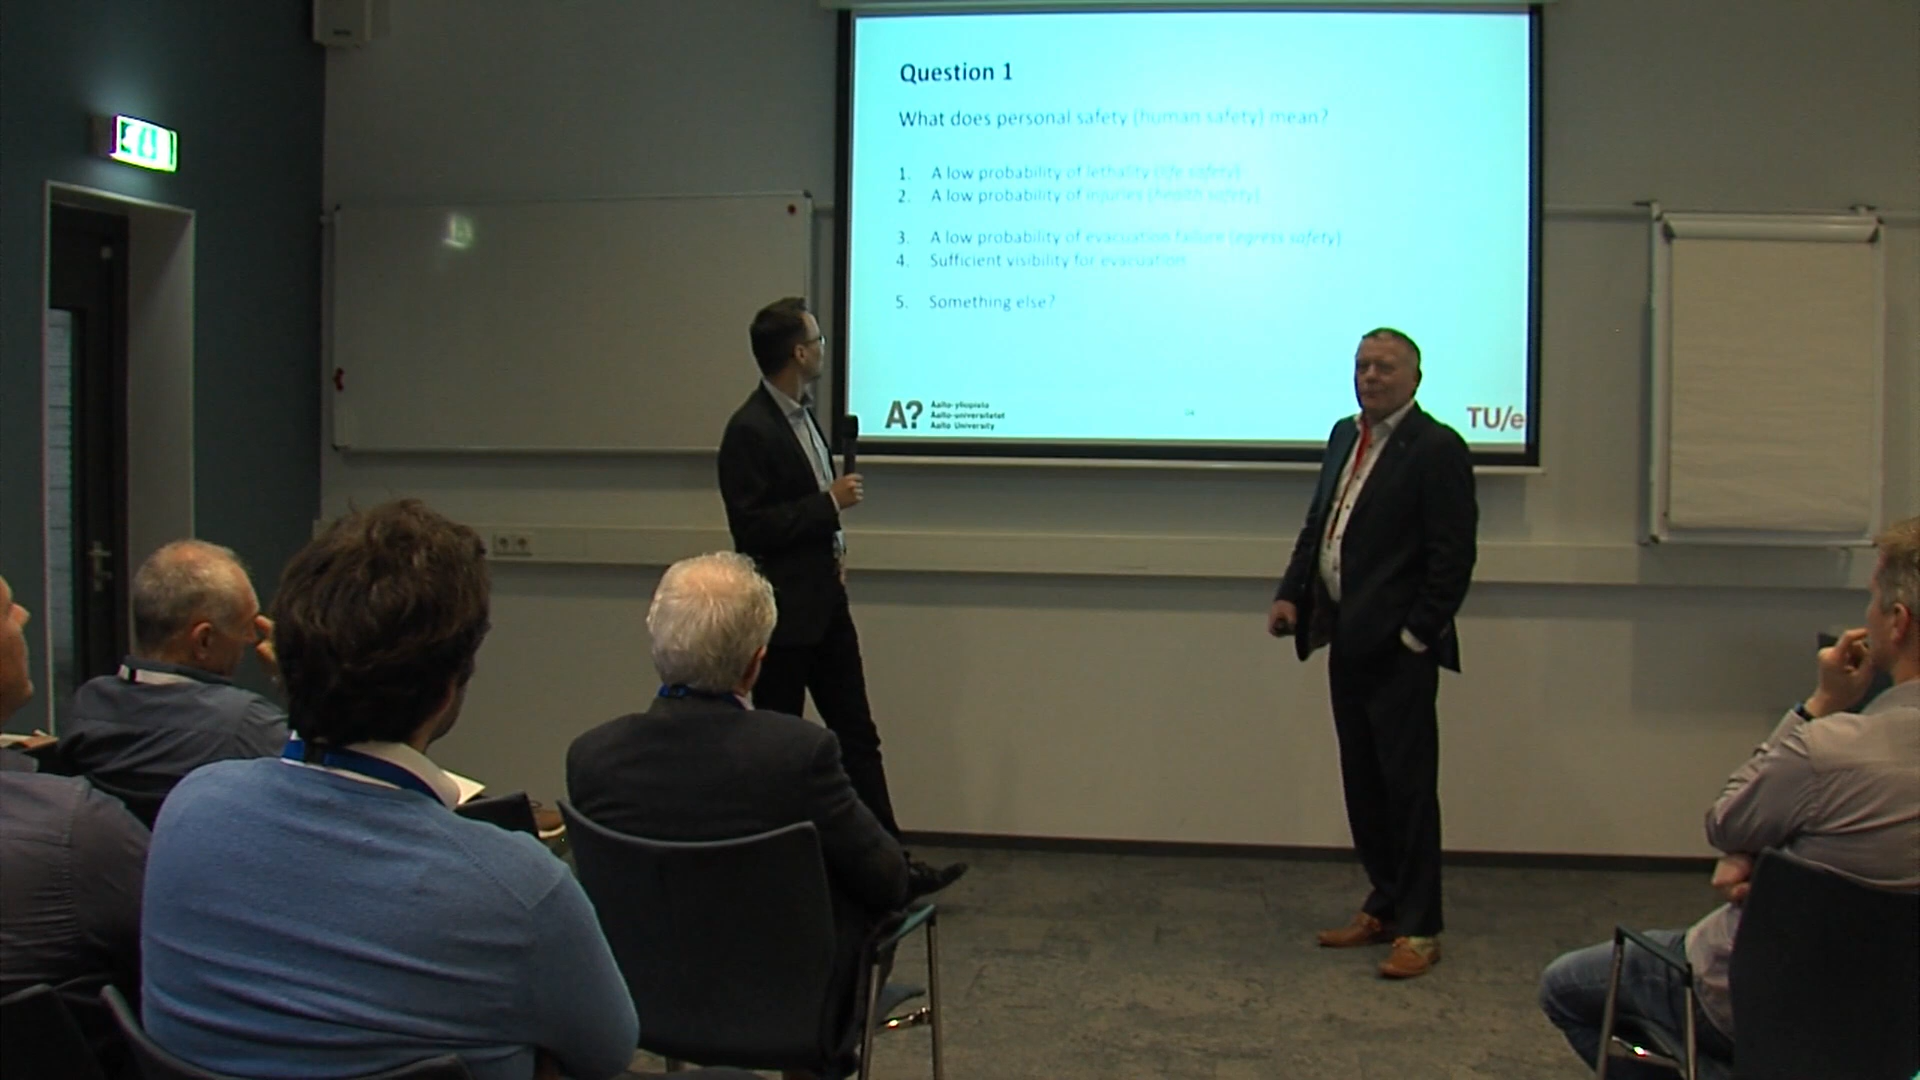 Question 1
What does personal safety (human safety) mean?
1. A low probability of lethality (life safety)
2. A low probability of injuries (health safety)
3. A low probability of evacuation failure (egress safety)
4. Sufficient visibility for evacuation
5. Something else?
A?
Aalto-yliopisto
Aalto-universitetet
Aalto University
24
TU/e